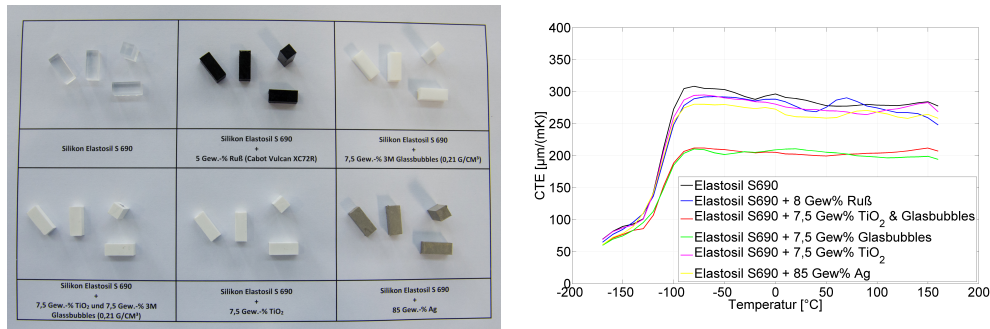 Silikon Elastosil S 690
Silikon Elastosil S 690
+
5 Gew.-% Ruß (Cabot Vulcan XC72R)
Silikon Elastosil S 690
+
7,5 Gew.-% 3M Glassbubbles (0,21 G/CM³)
Silikon Elastosil S 690
+
7,5 Gew.-% TiO₂ und 7,5 Gew.-% 3M
Glassbubbles (0,21 G/CM³)
Silikon Elastosil S 690
+
7,5 Gew.-% TiO₂
Silikon Elastosil S 690
+
85 Gew.-% Ag
400
350
300
250
200
150
100
50
0
CTE [µm/(mK)]
Elastosil S690
Elastosil S690 + 8 Gew% Ruß
Elastosil S690 + 7,5 Gew% TiO₂ & Glasbubbles
Elastosil S690 + 7,5 Gew% Glasbubbles
Elastosil S690 + 7,5 Gew% TiO₂
Elastosil S690 + 85 Gew% Ag
-200 -150 -100 -50 0 50 100 150 200
Temperatur [°C]